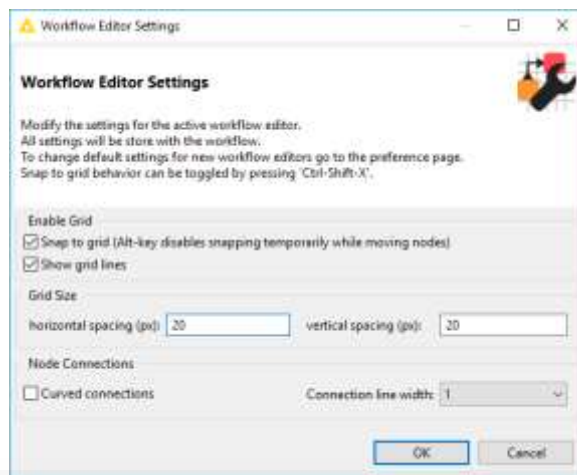 Workflow Editor Settings
Workflow Editor Settings
Modify the settings for the active workflow editor.
All settings will be store with the workflow.
To change default settings for new workflow editors go to the preference page.
Snap to grid behavior can be toggled by pressing 'Ctrl-Shift-X'.
Enable Grid
Snap to grid (Alt-key disables snapping temporarily while moving nodes)
Show grid lines
Grid Size
horizontal spacing (px): 20 vertical spacing (px): 20
Node Connections
Curved connections Connection line width: 1
OK Cancel